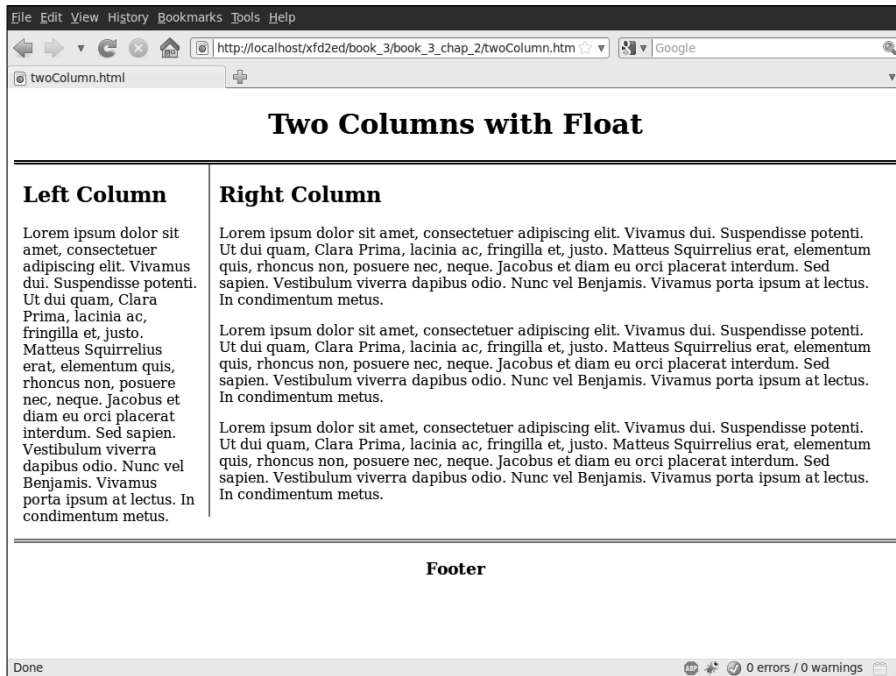 File Edit View History Bookmarks Tools Help
http://localhost/xfd2ed/book_3/book_3_chap_2/twoColumn.htm
Google
twoColumn.html
Two Columns with Float
Left Column
Lorem ipsum dolor sit
amet, consectetuer
adipiscing elit. Vivamus
dui. Suspendisse potenti.
Ut dui quam, Clara
Prima, lacinia ac,
fringilla et, justo.
Matteus Squirrelius
erat, elementum quis,
rhoncus non, posuere
nec, neque. Jacobus et
diam eu orci placerat
interdum. Sed sapien.
Vestibulum viverra
dapibus odio. Nunc vel
Benjamis. Vivamus
porta ipsum at lectus. In
condimentum metus.
Right Column
Lorem ipsum dolor sit amet, consectetuer adipiscing elit. Vivamus dui. Suspendisse potenti.
Ut dui quam, Clara Prima, lacinia ac, fringilla et, justo. Matteus Squirrelius erat, elementum
quis, rhoncus non, posuere nec, neque. Jacobus et diam eu orci placerat interdum. Sed
sapien. Vestibulum viverra dapibus odio. Nunc vel Benjamis. Vivamus porta ipsum at lectus.
In condimentum metus.
Lorem ipsum dolor sit amet, consectetuer adipiscing elit. Vivamus dui. Suspendisse potenti.
Ut dui quam, Clara Prima, lacinia ac, fringilla et, justo. Matteus Squirrelius erat, elementum
quis, rhoncus non, posuere nec, neque. Jacobus et diam eu orci placerat interdum. Sed
sapien. Vestibulum viverra dapibus odio. Nunc vel Benjamis. Vivamus porta ipsum at lectus.
In condimentum metus.
Lorem ipsum dolor sit amet, consectetuer adipiscing elit. Vivamus dui. Suspendisse potenti.
Ut dui quam, Clara Prima, lacinia ac, fringilla et, justo. Matteus Squirrelius erat, elementum
quis, rhoncus non, posuere nec, neque. Jacobus et diam eu orci placerat interdum. Sed
sapien. Vestibulum viverra dapibus odio. Nunc vel Benjamis. Vivamus porta ipsum at lectus.
In condimentum metus.
Footer
Done
ABP
0 errors / 0 warnings